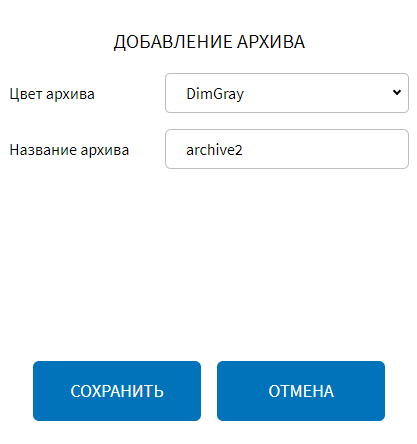 ДОБАВЛЕНИЕ АРХИВА
Цвет архива DimGray
Название архива archive2
СОХРАНИТЬ ОТМЕНА